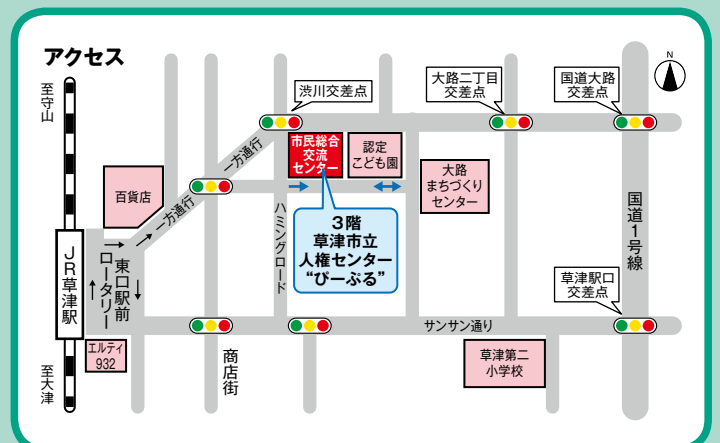 アクセス
N
至守山
渋川交差点
大路二丁目
交差点
国道大路
交差点
一方通行
市民総合
交流
センター
認定
こども園
大路
まちづくり
センター
百貨店
一方通行
ハミングロード
3階
草津市立
人権センター
“ぴーぷる”
国道1号線
JR草津駅
東口駅前
ロータリー
草津駅口
交差点
サンサン通り
エルティ
932
商店街
草津第二
小学校
至大津